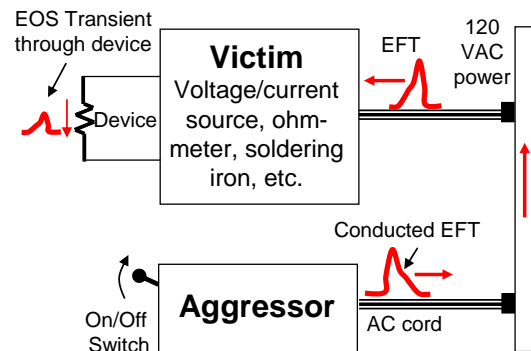 EOS Transient
through device
Device
Victim
Voltage/current
source, ohm-
meter, soldering
iron, etc.
EFT
120
VAC
power
Conducted EFT
On/Off
Switch
Aggressor
AC cord